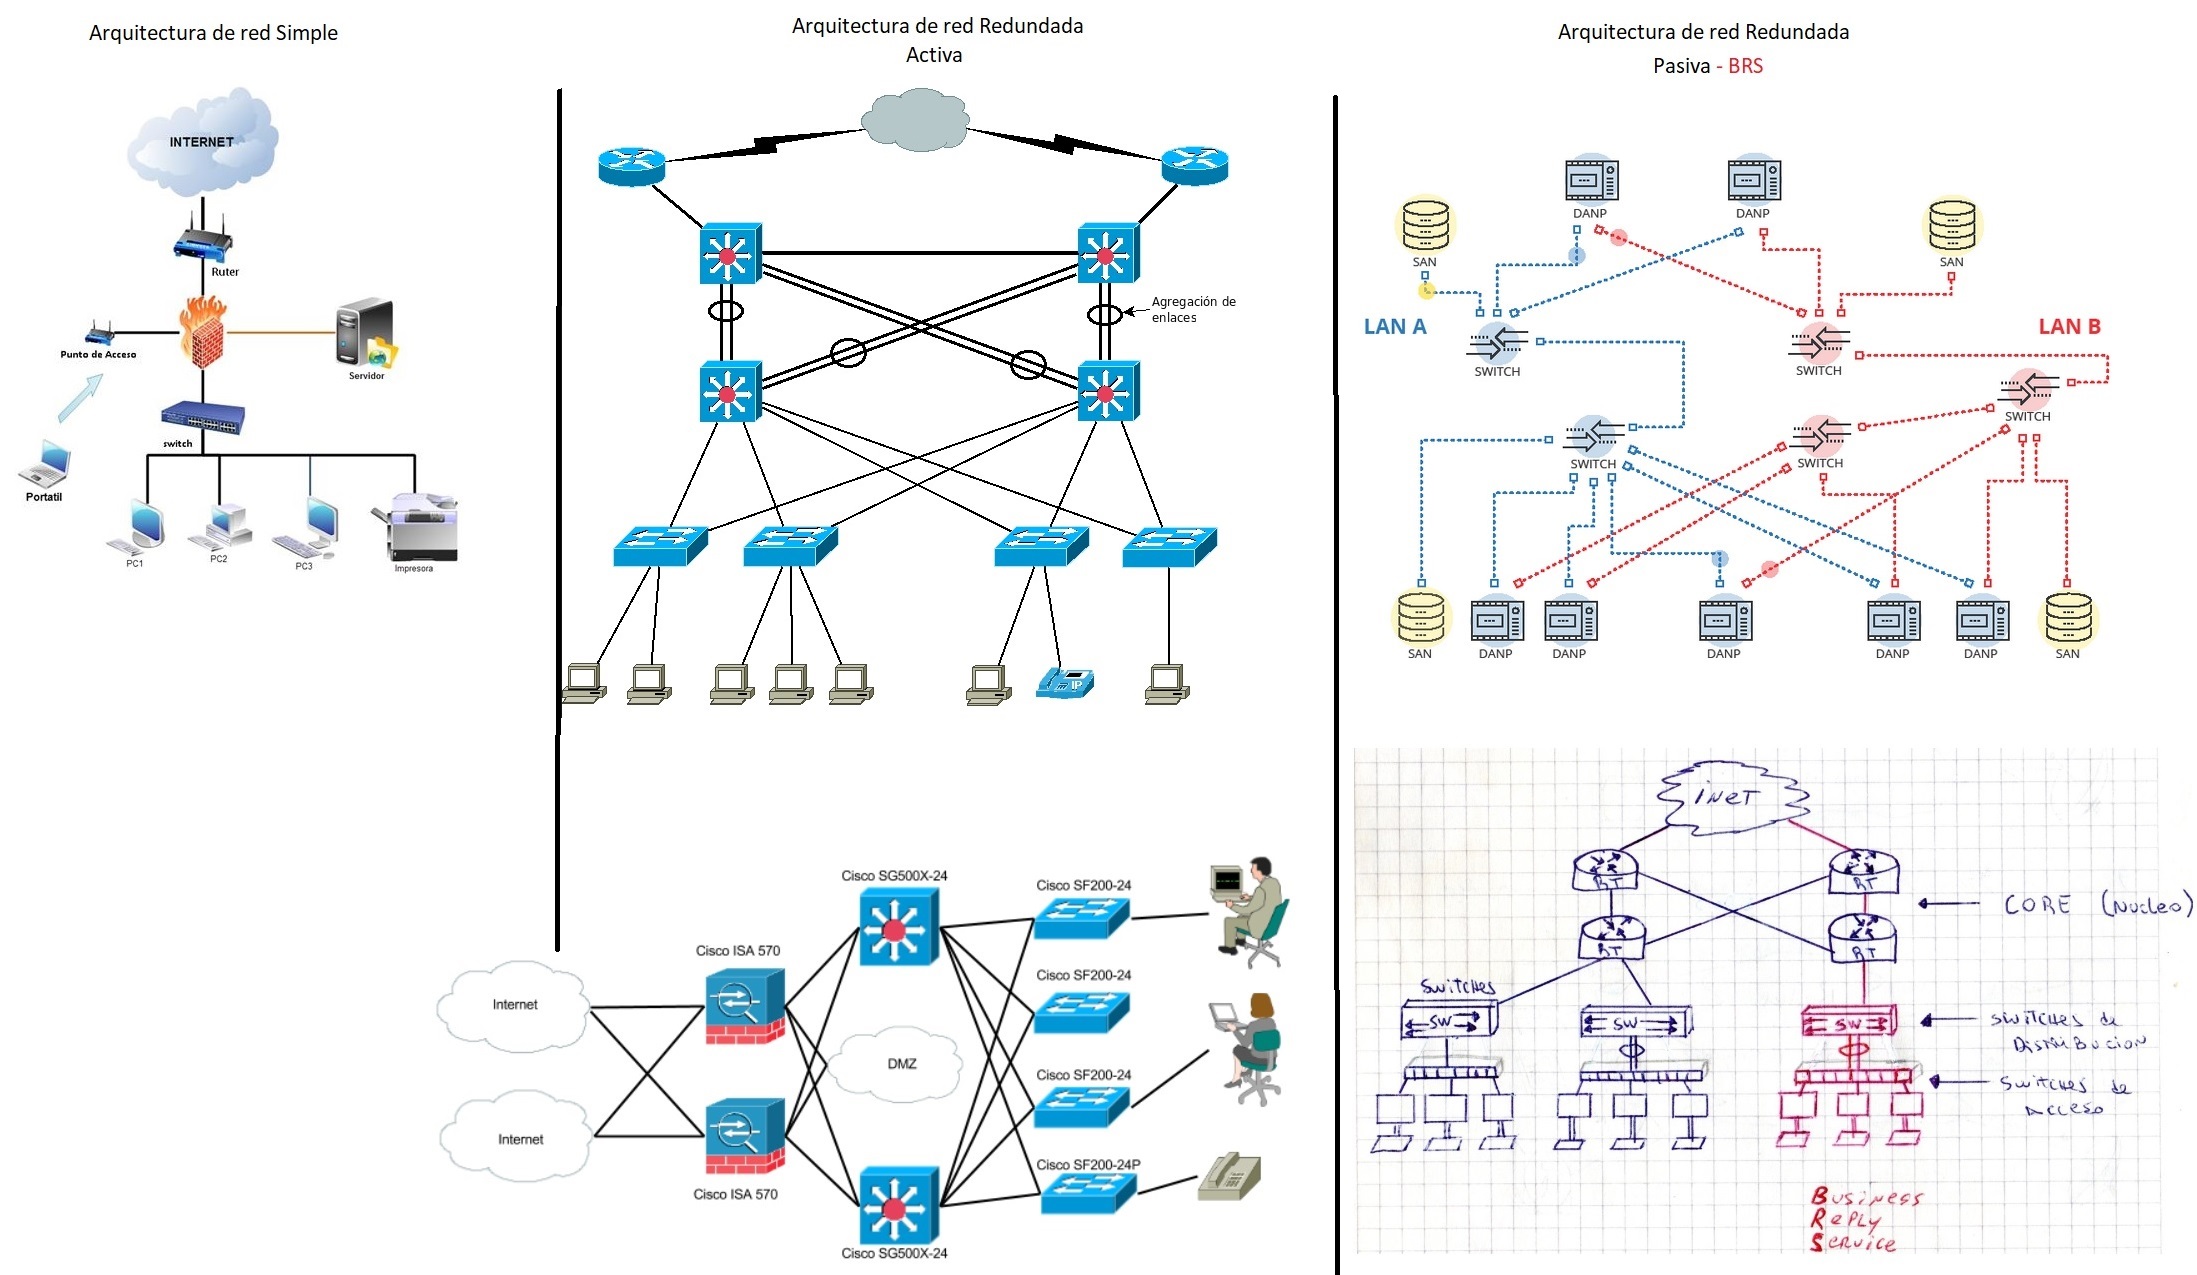 Arquitectura de red Simple
INTERNET
Ruter
Punto de Acceso
Servidor
switch
Portatil
PC1
PC2
PC3
Impresora
Arquitectura de red Redundada
Activa
Agregación de
enlaces
Internet
Internet
Cisco ISA 570
Cisco ISA 570
DMZ
Cisco SG500X-24
Cisco SG500X-24
Cisco SF200-24
Cisco SF200-24
Cisco SF200-24
Cisco SF200-24P
IP
Arquitectura de red Redundada
Pasiva - BRS
DANP
DANP
SAN
SAN
LAN A
LAN B
SWITCH
SWITCH
SWITCH
SWITCH
SWITCH
SAN
DANP
DANP
DANP
DANP
DANP
SAN
iNeT
RT
RT
CORE (Nucleo)
RT
RT
Switches
SW
SW
SW
Switches de
Distribucion
Switches de
Acceso
Business
Reply
Service